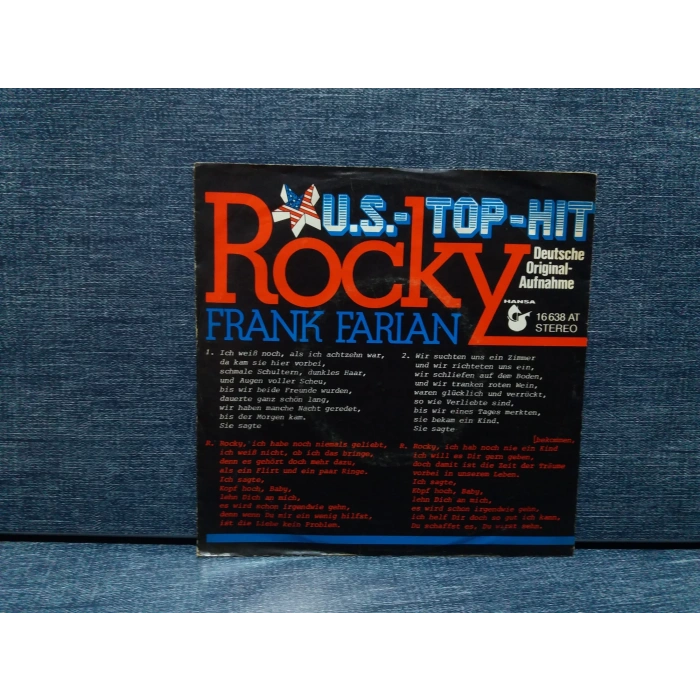 U.S.-TOP-HIT
Rocky
Deutsche
Original-
Aufnahme
HANSA
16 638 AT
STEREO
FRANK FARIAN
1. Ich weiß noch, als ich achtzehn war,
da kam sie hier vorbei,
schmale Schultern, dunkles Haar,
und Augen voller Scheu,
bis wir beide Freunde wurden,
dauerte ganz schön lang,
wir haben manche Nacht geredet,
bis der Morgen kam.
Sie sagte
R. Rocky, ich habe noch niemals geliebt,
ich weiß nicht, ob ich das bringe,
denn es gehört doch mehr dazu,
als ein Flirt und ein paar Ringe.
Ich sagte,
Kopf hoch, Baby,
lehn Dich an mich,
es wird schon irgendwie gehn,
denn wenn Du mir ein wenig hilfst,
ist die Liebe kein Problem.
2. Wir suchten uns ein Zimmer
und wir richteten uns ein,
wir schliefen auf dem Boden,
und wir tranken roten Wein,
waren glücklich und verrückt,
so wie Verliebte sind,
bis wir eines Tages merkten,
sie bekam ein Kind.
Sie sagte
[bekommen,
R. Rocky, ich hab noch nie ein Kind
ich will es Dir gern geben,
doch damit ist die Zeit der Träume
vorbei in unserem Leben.
Ich sagte,
Kopf hoch, Baby,
lehn Dich an mich,
es wird schon irgendwie gehn,
ich helf Dir doch so gut ich kann.
Du schaffst es, Du wirst sehn.